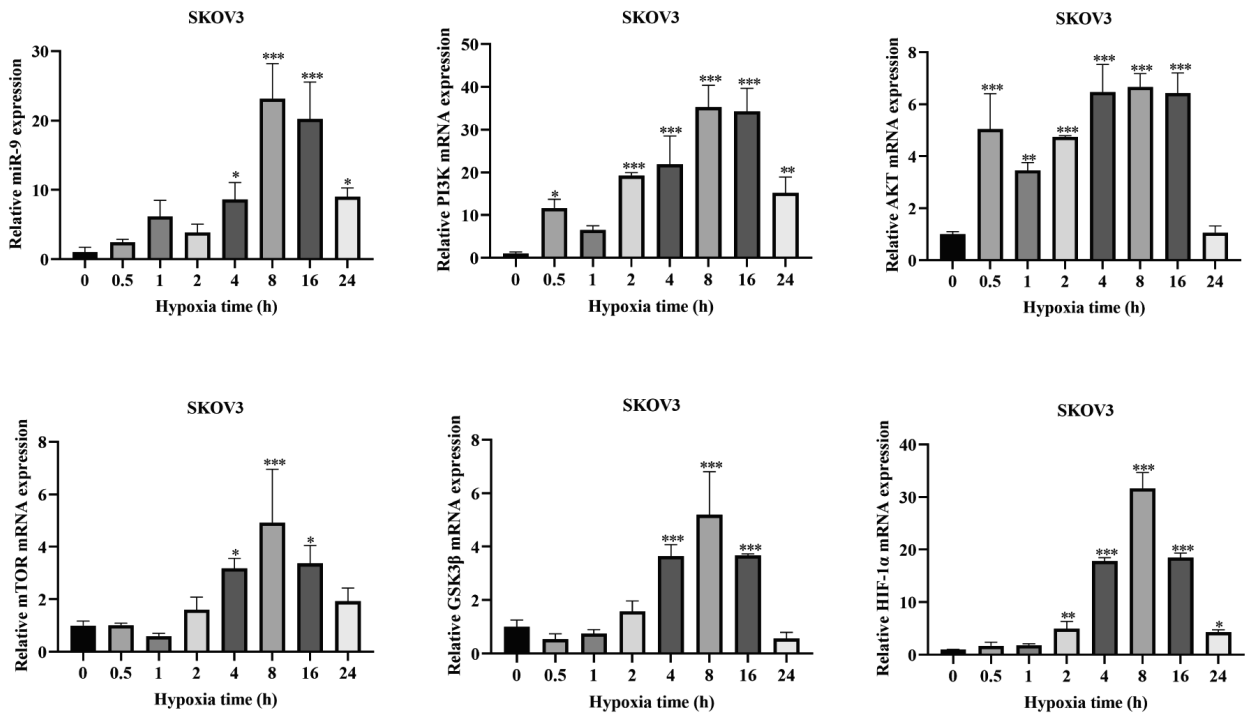 SKOV3
Relative miR-9 expression
30
20
10
0
* *** *** *
0 0.5 1 2 4 8 16 24
Hypoxia time (h)
SKOV3
Relative PI3K mRNA expression
50
40
30
20
10
0
* *** *** *** *** **
0 0.5 1 2 4 8 16 24
Hypoxia time (h)
SKOV3
Relative AKT mRNA expression
8
6
4
2
0
*** ** *** *** *** ***
0 0.5 1 2 4 8 16 24
Hypoxia time (h)
SKOV3
Relative mTOR mRNA expression
8
6
4
2
0
* *** *
0 0.5 1 2 4 8 16 24
Hypoxia time (h)
SKOV3
Relative GSK3β mRNA expression
8
6
4
2
0
*** *** ***
0 0.5 1 2 4 8 16 24
Hypoxia time (h)
SKOV3
Relative HIF-1α mRNA expression
40
30
20
10
0
** *** *** *** *
0 0.5 1 2 4 8 16 24
Hypoxia time (h)